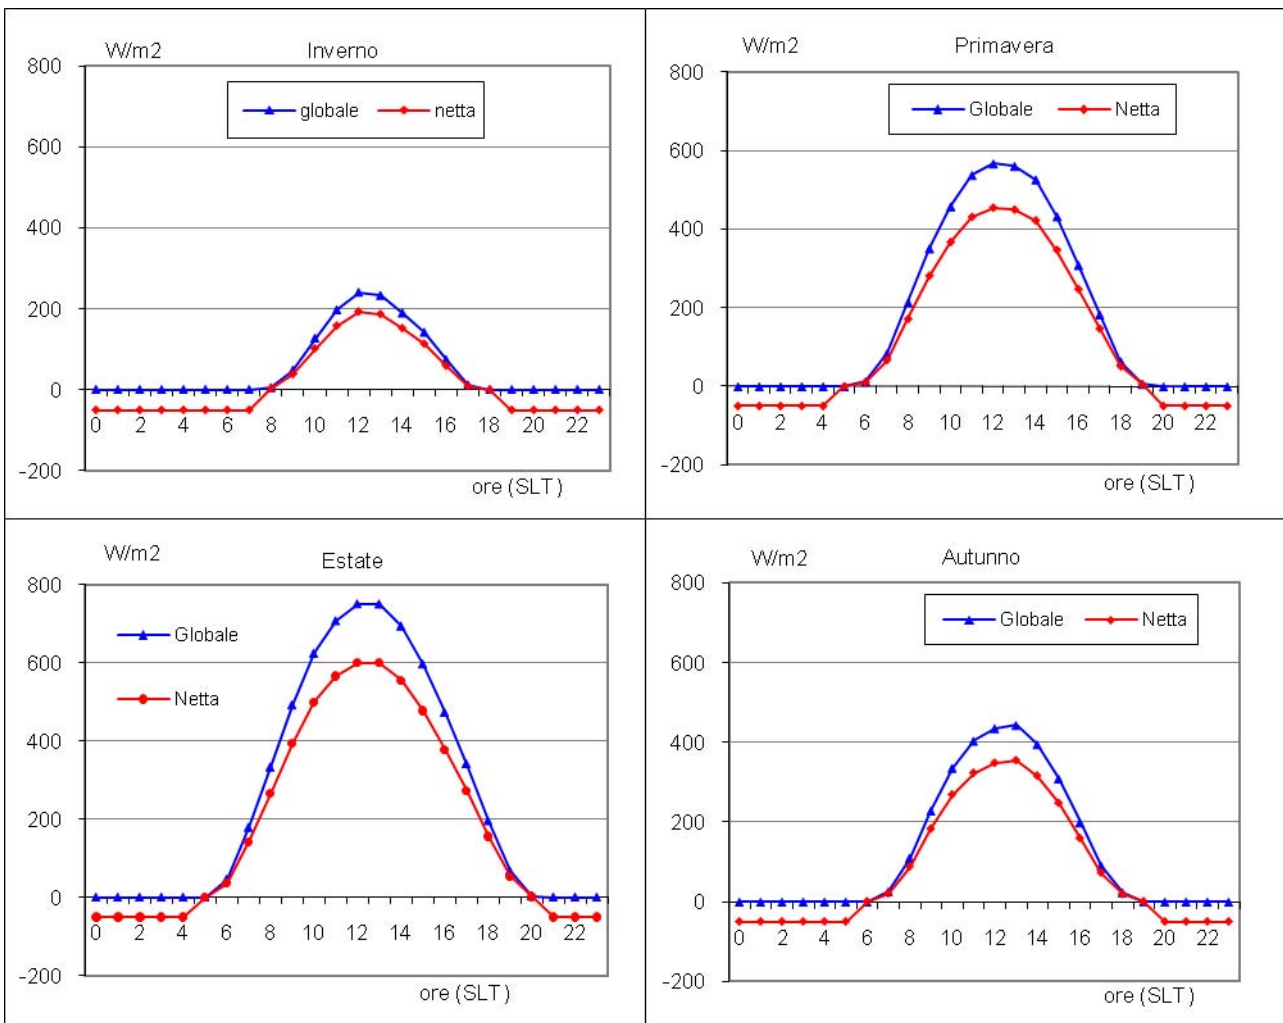 W/m2 Inverno
800
globale netta
600
400
200
0
0 2 4 6 8 10 12 14 16 18 20 22
-200
ore (SLT)
W/m2 Primavera
800
Globale Netta
600
400
200
0
0 2 4 6 8 10 12 14 16 18 20 22
-200
ore (SLT)
W/m2 Estate
800
Globale
600
Netta
400
200
0
0 2 4 6 8 10 12 14 16 18 20 22
-200
ore (SLT)
W/m2 Autunno
800
Globale Netta
600
400
200
0
0 2 4 6 8 10 12 14 16 18 20 22
-200
ore (SLT)